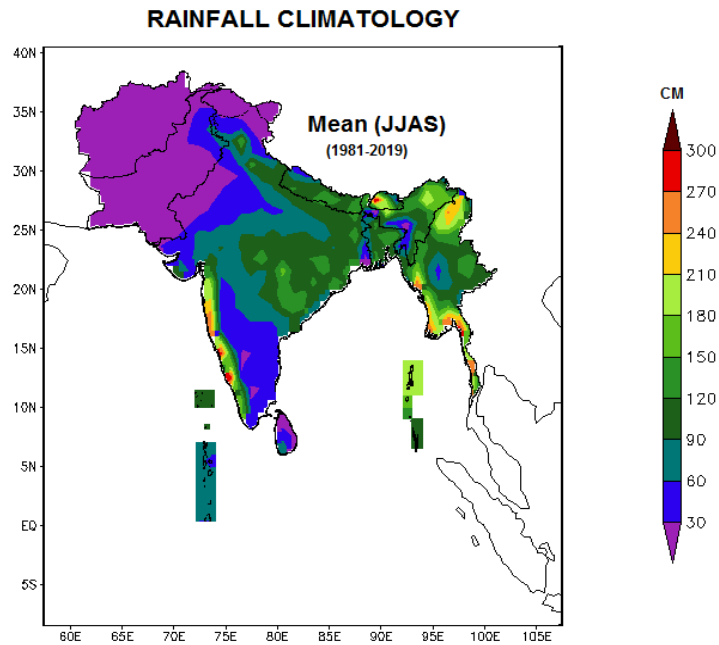 RAINFALL CLIMATOLOGY
40N
35N
30N
25N
20N
15N
10N
5N
EQ
5S
60E 65E 70E 75E 80E 85E 90E 95E 100E 105E
Mean (JJAS)
(1981-2019)
CM
300
270
240
210
180
150
120
90
60
30